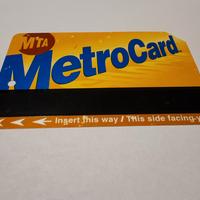 MTA
MetroCard
Insert this way / This side facing